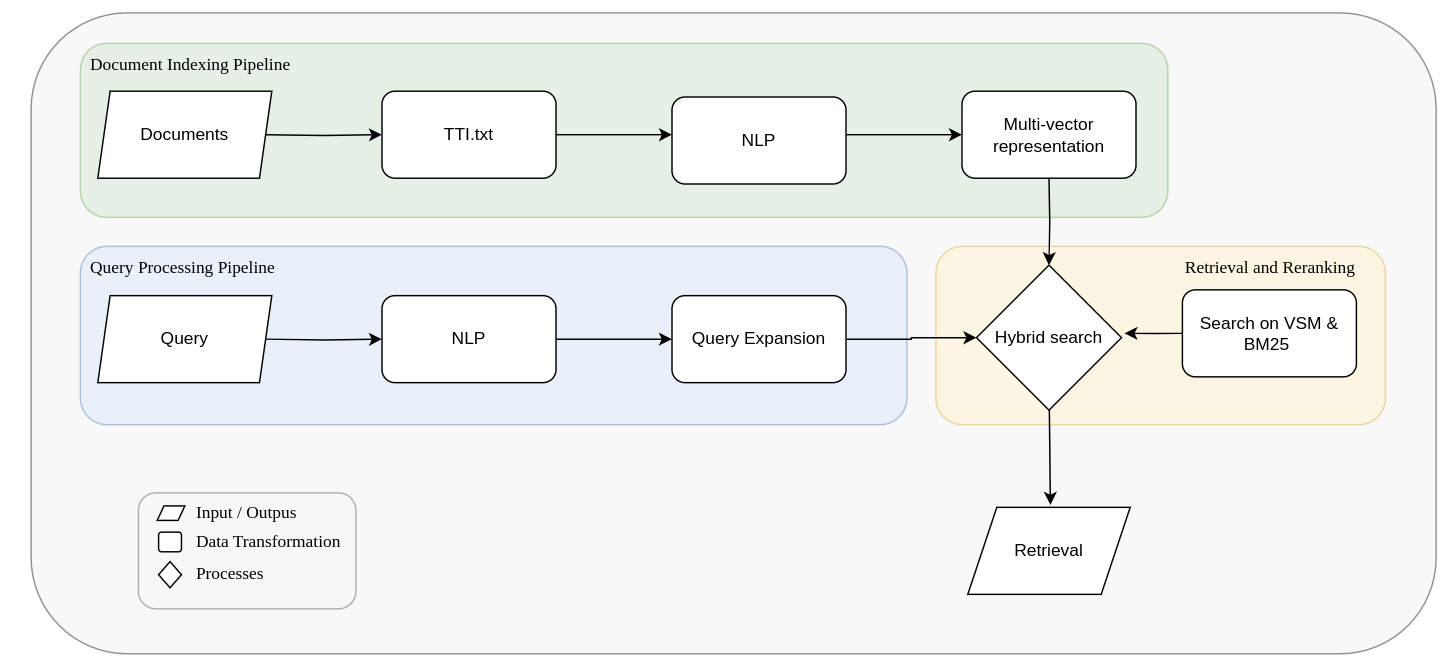 Document Indexing Pipeline
Documents
TTI.txt
NLP
Multi-vector
representation
Query Processing Pipeline
Query
NLP
Query Expansion
Retrieval and Reranking
Hybrid search
Search on VSM &
BM25
Retrieval
Input / Outpus
Data Transformation
Processes